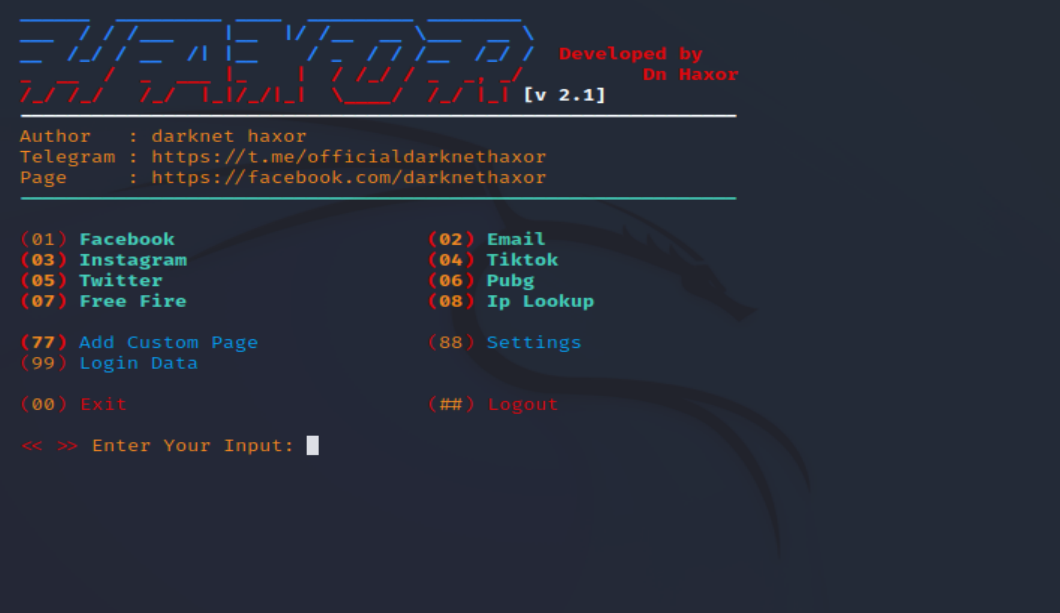 HAXOR
Developed by
Dn Haxor
[v 2.1]
Author : darknet haxor
Telegram : https://t.me/officialdarknethaxor
Page : https://facebook.com/darknethaxor
(01) Facebook (02) Email
(03) Instagram (04) Tiktok
(05) Twitter (06) Pubg
(07) Free Fire (08) Ip Lookup
(77) Add Custom Page (88) Settings
(99) Login Data
(00) Exit (##) Logout
<< >> Enter Your Input: